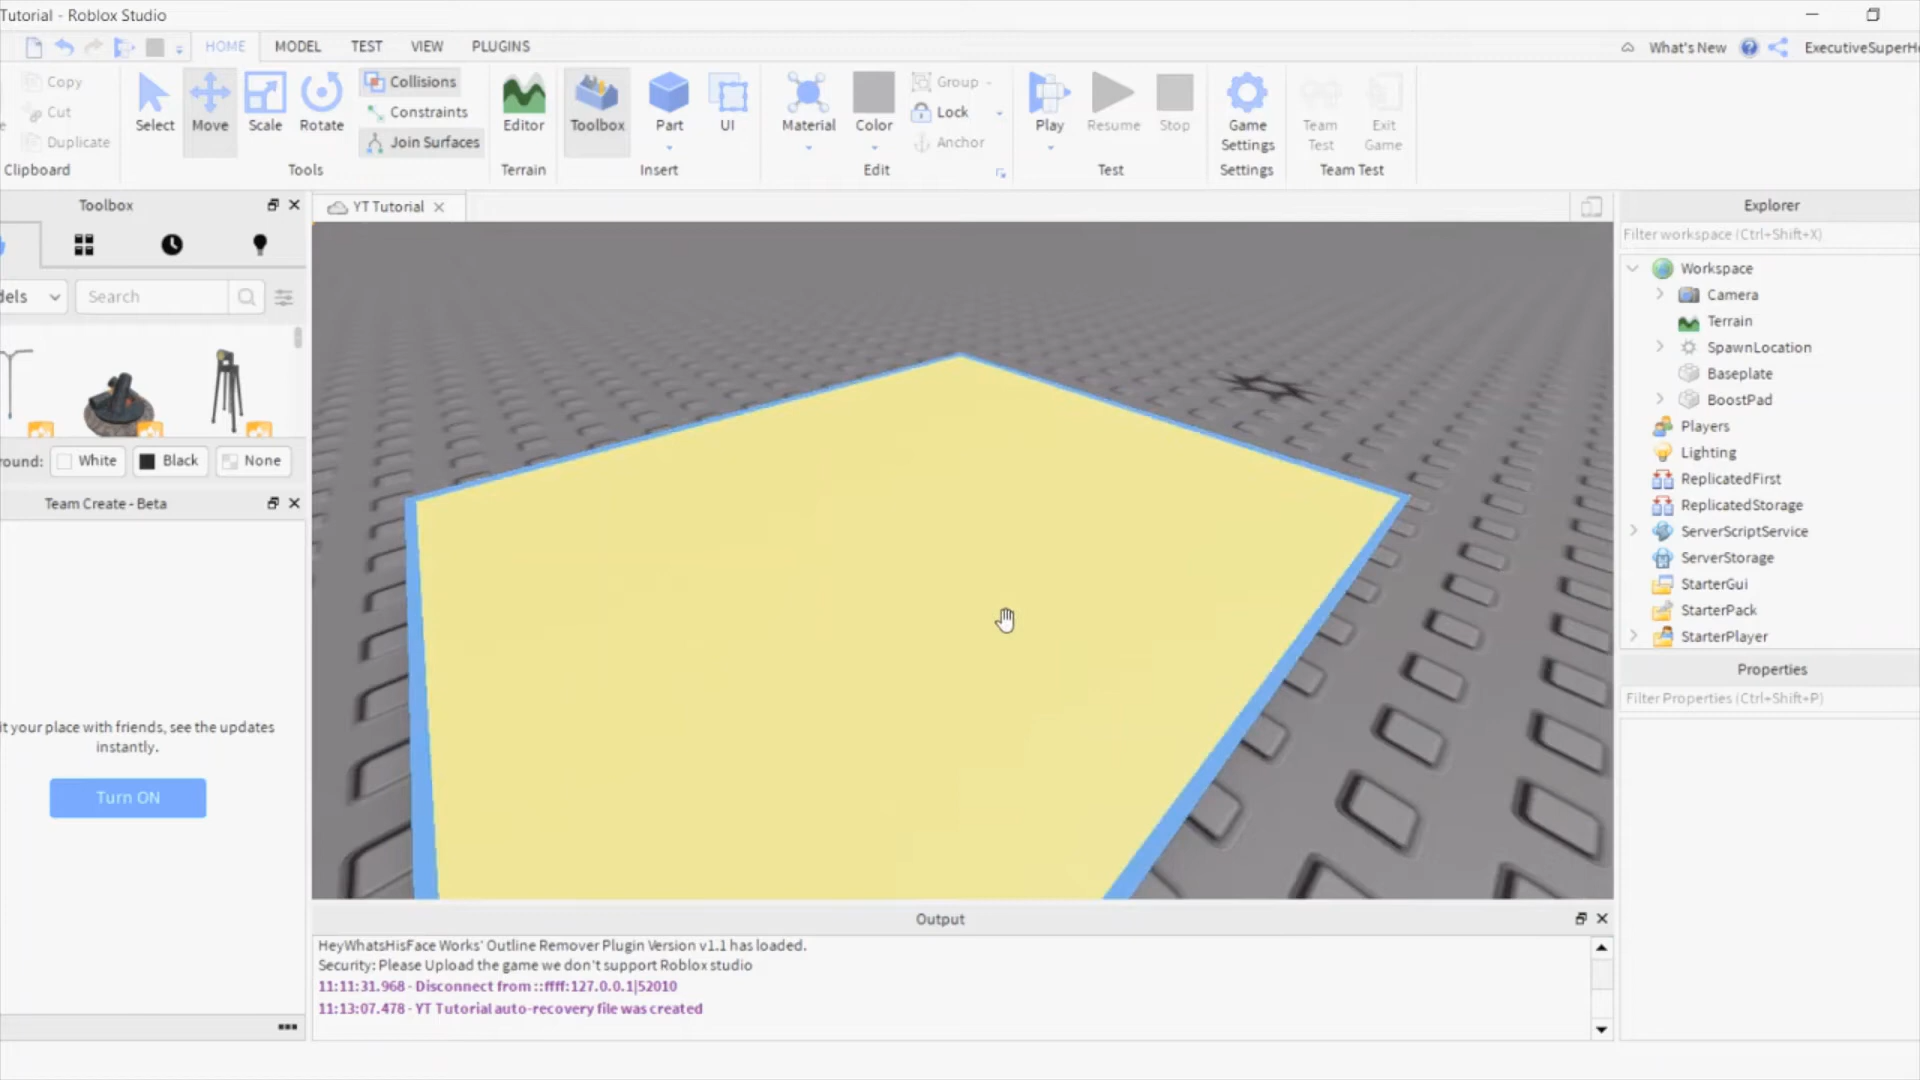 Tutorial - Roblox Studio
HOME MODEL TEST VIEW PLUGINS
What's New
Copy
Cut
Duplicate
Clipboard
Select Move Scale Rotate
Collisions
Constraints
Join Surfaces
Tools
Editor
Terrain
Toolbox Part UI
Insert
Material Color
Group
Lock
Anchor
Edit
Play Resume Stop
Test
Game Settings
Settings
Team Test
Exit Game
Team Test
Toolbox
Search
White Black None
Team Create - Beta
it your place with friends, see the updates
instantly.
Turn ON
YT Tutorial
Explorer
Filter workspace (Ctrl+Shift+X)
Workspace
Camera
Terrain
SpawnLocation
Baseplate
BoostPad
Players
Lighting
ReplicatedFirst
ReplicatedStorage
ServerScriptService
ServerStorage
StarterGui
StarterPack
StarterPlayer
Properties
Filter Properties (Ctrl+Shift+P)
Output
HeyWhatsHisFace Works' Outline Remover Plugin Version v1.1 has loaded.
Security: Please Upload the game we don't support Roblox studio
11:11:31.968 - Disconnect from ::ffff:127.0.0.1|52010
11:13:07.478 - YT Tutorial auto-recovery file was created